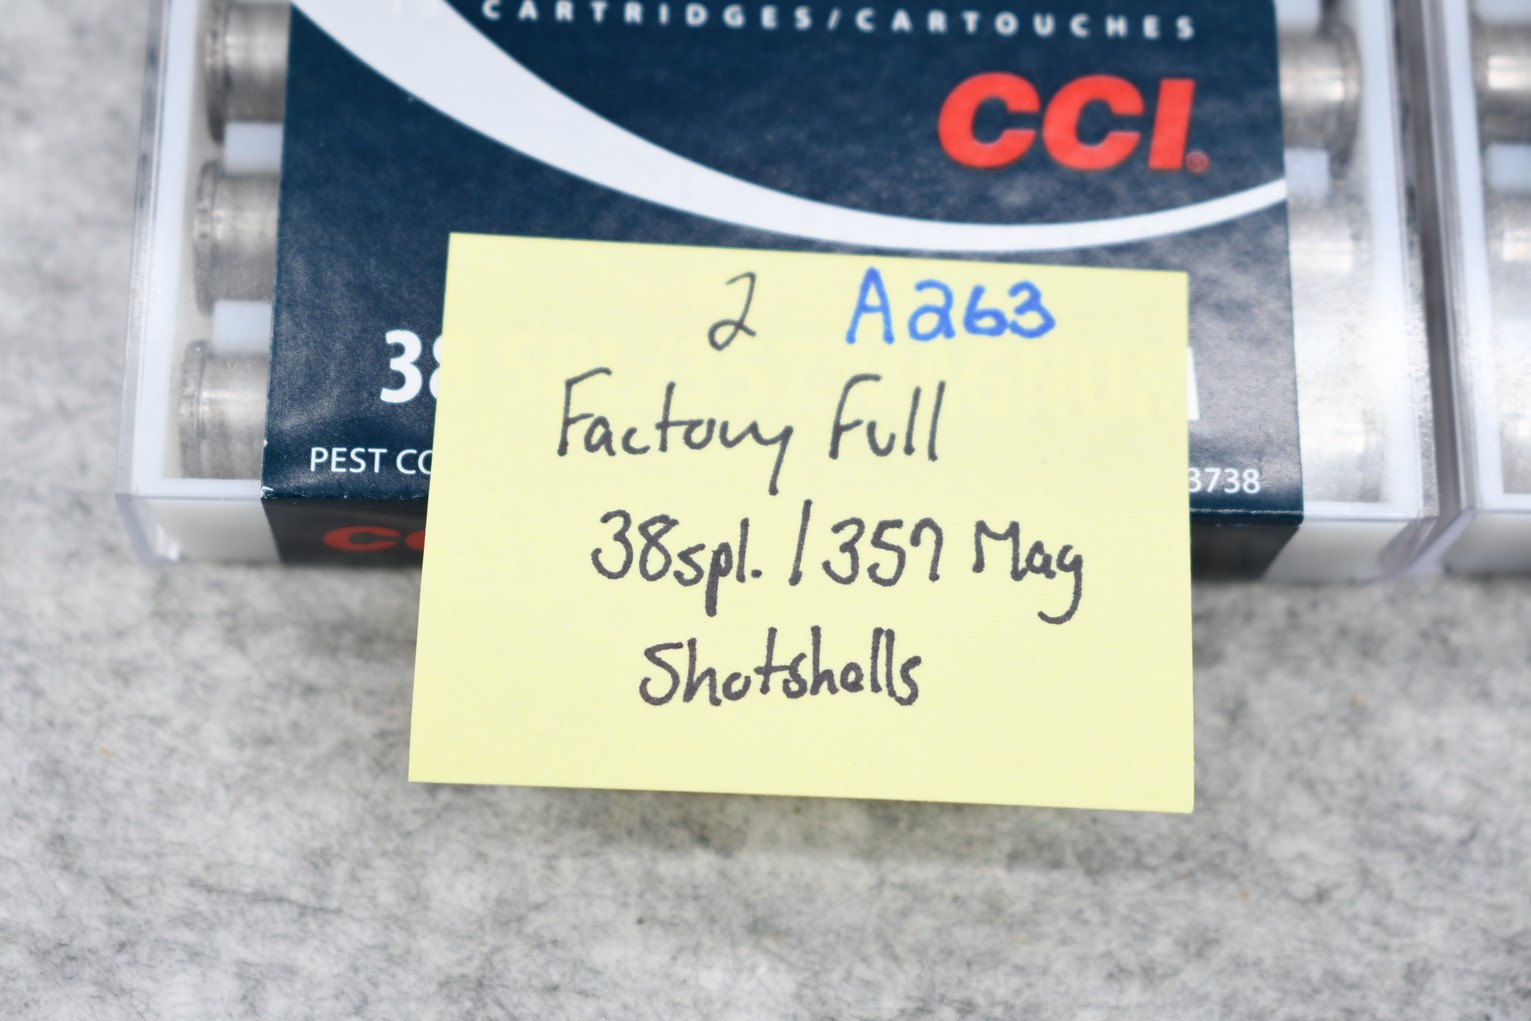 CARTRIDGES/CARTOUCHES
CCI®
38
PEST CO
3738
2 A263
Factory Full
38spl. / 357 Mag
Shotshells